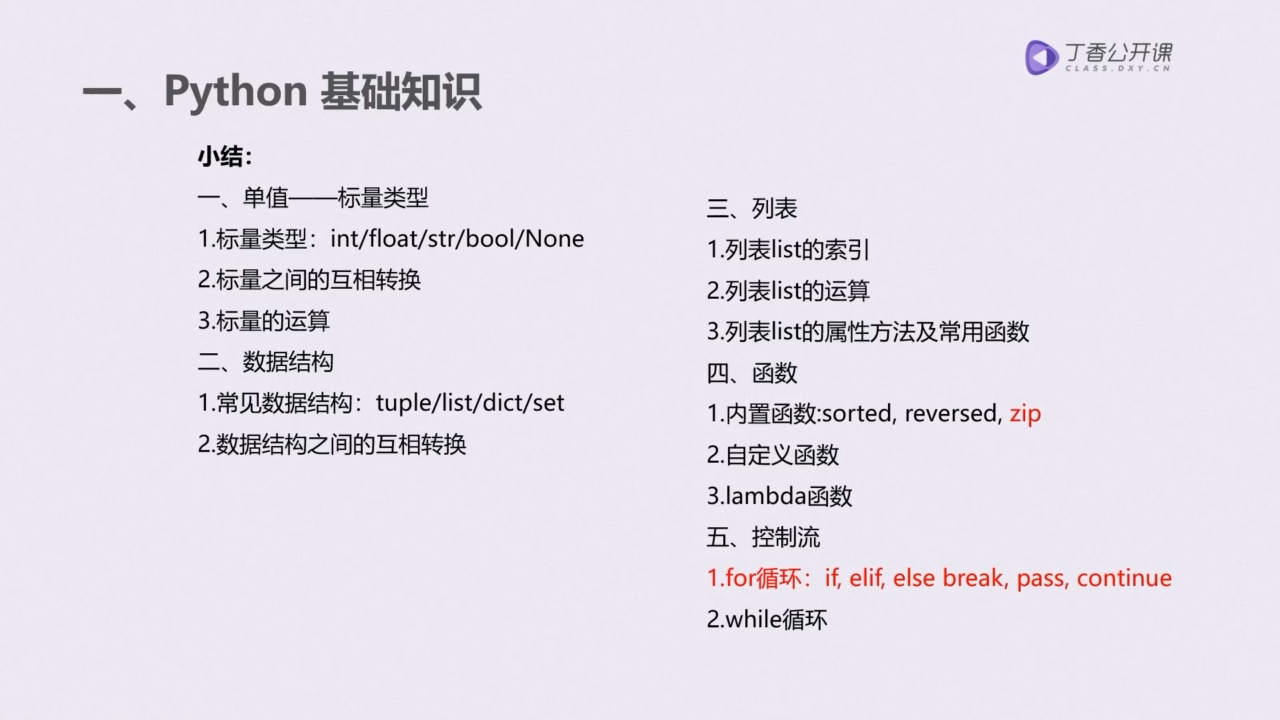 丁香公开课
CLASS.DXY.CN
一、Python 基础知识
小结：
一、单值——标量类型
1.标量类型：int/float/str/bool/None
2.标量之间的互相转换
3.标量的运算
二、数据结构
1.常见数据结构：tuple/list/dict/set
2.数据结构之间的互相转换
三、列表
1.列表list的索引
2.列表list的运算
3.列表list的属性方法及常用函数
四、函数
1.内置函数:sorted, reversed, zip
2.自定义函数
3.lambda函数
五、控制流
1.for循环：if, elif, else break, pass, continue
2.while循环